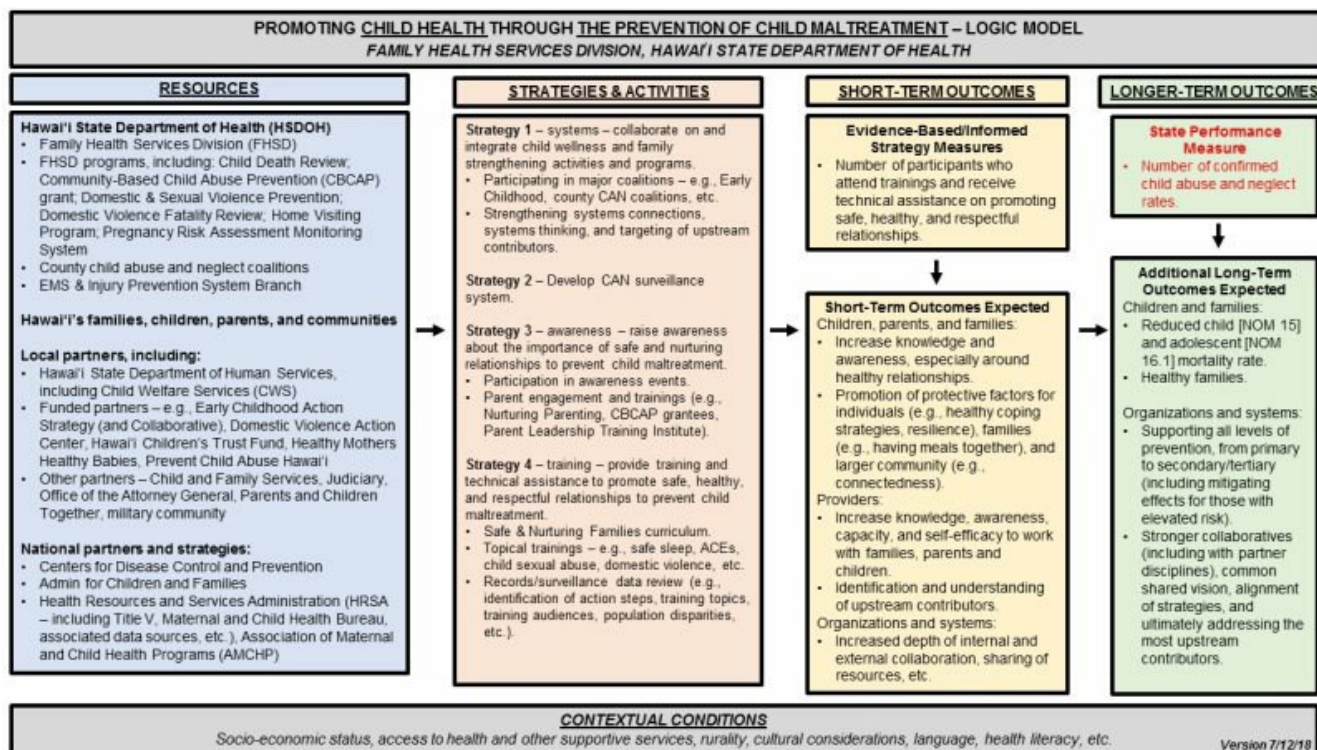 PROMOTING CHILD HEALTH THROUGH THE PREVENTION OF CHILD MALTREATMENT – LOGIC MODEL
FAMILY HEALTH SERVICES DIVISION, HAWAI'I STATE DEPARTMENT OF HEALTH
RESOURCES
Hawai'i State Department of Health (HSDOH)
• Family Health Services Division (FHSD)
• FHSD programs, including: Child Death Review;
Community-Based Child Abuse Prevention (CBCAP)
grant; Domestic & Sexual Violence Prevention;
Domestic Violence Fatality Review; Home Visiting
Program; Pregnancy Risk Assessment Monitoring
System
• County child abuse and neglect coalitions
• EMS & Injury Prevention System Branch
Hawai'i's families, children, parents, and communities
Local partners, including:
• Hawai'i State Department of Human Services,
including Child Welfare Services (CWS)
• Funded partners – e.g., Early Childhood Action
Strategy (and Collaborative), Domestic Violence Action
Center, Hawai'i Children's Trust Fund, Healthy Mothers
Healthy Babies, Prevent Child Abuse Hawai'i
• Other partners – Child and Family Services, Judiciary,
Office of the Attorney General, Parents and Children
Together, military community
National partners and strategies:
• Centers for Disease Control and Prevention
• Admin for Children and Families
• Health Resources and Services Administration (HRSA
– including Title V, Maternal and Child Health Bureau,
associated data sources, etc.), Association of Maternal
and Child Health Programs (AMCHP)
STRATEGIES & ACTIVITIES
Strategy 1 – systems – collaborate on and
integrate child wellness and family
strengthening activities and programs.
• Participating in major coalitions – e.g., Early
Childhood, county CAN coalitions, etc.
• Strengthening systems connections,
systems thinking, and targeting of upstream
contributors.
Strategy 2 – Develop CAN surveillance
system.
Strategy 3 – awareness – raise awareness
about the importance of safe and nurturing
relationships to prevent child maltreatment.
• Participation in awareness events.
• Parent engagement and trainings (e.g.,
Nurturing Parenting, CBCAP grantees,
Parent Leadership Training Institute).
Strategy 4 – training – provide training and
technical assistance to promote safe, healthy,
and respectful relationships to prevent child
maltreatment.
• Safe & Nurturing Families curriculum.
• Topical trainings – e.g., safe sleep, ACEs,
child sexual abuse, domestic violence, etc.
• Records/surveillance data review (e.g.,
identification of action steps, training topics,
training audiences, population disparities,
etc.).
SHORT-TERM OUTCOMES
Evidence-Based/Informed
Strategy Measures
• Number of participants who
attend trainings and receive
technical assistance on promoting
safe, healthy, and respectful
relationships.
Short-Term Outcomes Expected
Children, parents, and families:
• Increase knowledge and
awareness, especially around
healthy relationships.
• Promotion of protective factors for
individuals (e.g., healthy coping
strategies, resilience), families
(e.g., having meals together), and
larger community (e.g.,
connectedness).
Providers:
• Increase knowledge, awareness,
capacity, and self-efficacy to work
with families, parents and
children.
• Identification and understanding
of upstream contributors.
Organizations and systems:
• Increased depth of internal and
external collaboration, sharing of
resources, etc.
LONGER-TERM OUTCOMES
State Performance
Measure
• Number of confirmed
child abuse and neglect
rates.
Additional Long-Term
Outcomes Expected
Children and families:
• Reduced child [NOM 15]
and adolescent [NOM
16.1] mortality rate.
• Healthy families.
Organizations and systems:
• Supporting all levels of
prevention, from primary
to secondary/tertiary
(including mitigating
effects for those with
elevated risk).
• Stronger collaboratives
(including with partner
disciplines), common
shared vision, alignment
of strategies, and
ultimately addressing the
most upstream
contributors.
CONTEXTUAL CONDITIONS
Socio-economic status, access to health and other supportive services, rurality, cultural considerations, language, health literacy, etc.
Version 7/12/18